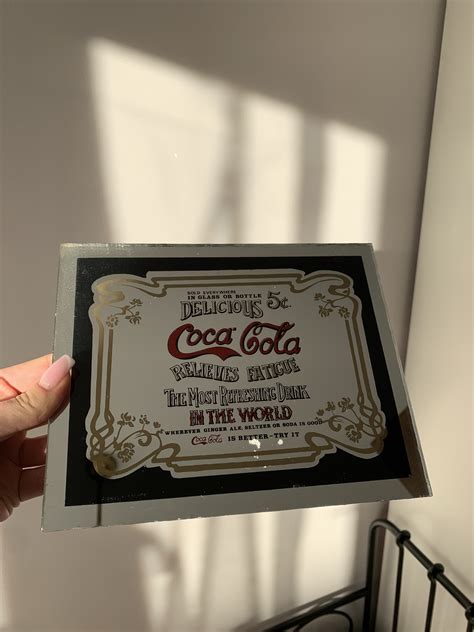 SOLD EVERYWHERE
IN GLASS OR BOTTLE
DELICIOUS 5¢.
Coca-Cola
RELIEVES FATIGUE
THE MOST REFRESHING DRINK
IN THE WORLD
WHEREVER GINGER ALE, SELTZER OR SODA IS GOOD
Coca-Cola IS BETTER-TRY IT